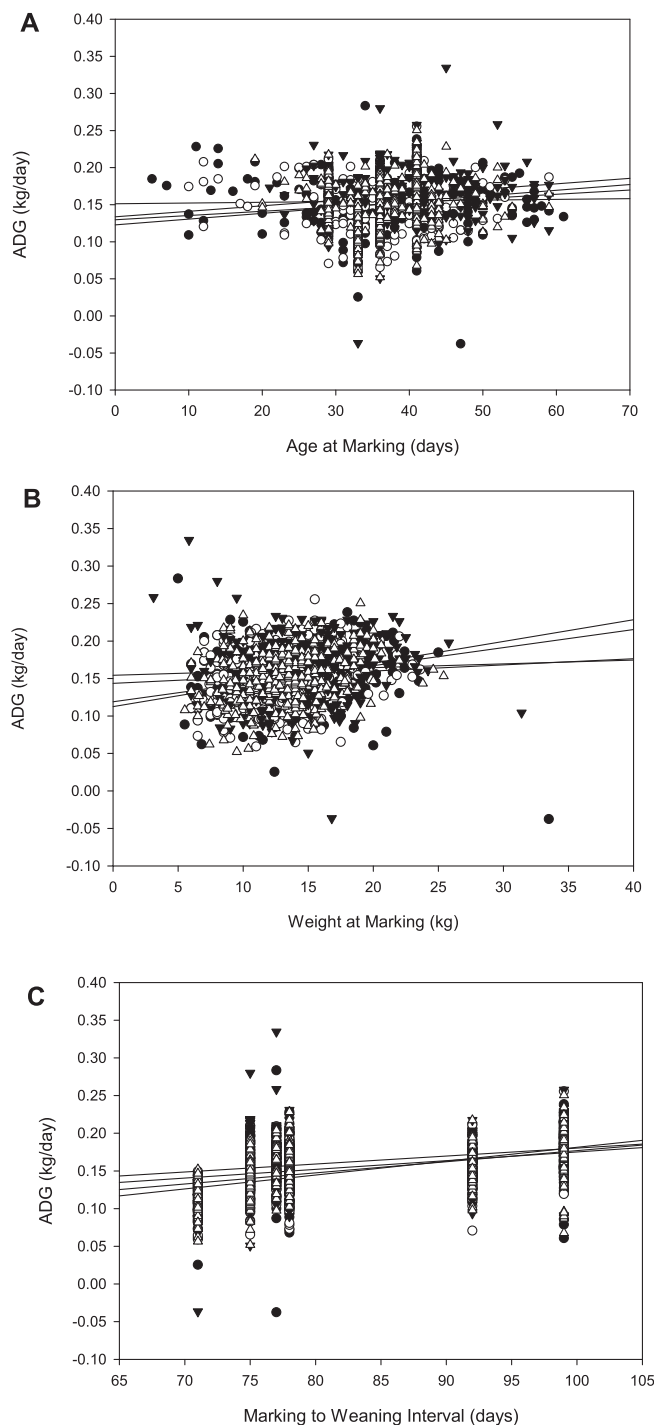 A
0.40
0.35
0.30
0.25
0.20
0.15
0.10
0.05
0.00
-0.05
-0.10
ADG (kg/day)
0 10 20 30 40 50 60 70
Age at Marking (days)
B
0.40
0.35
0.30
0.25
0.20
0.15
0.10
0.05
0.00
-0.05
-0.10
ADG (kg/day)
0 5 10 15 20 25 30 35 40
Weight at Marking (kg)
C
0.40
0.35
0.30
0.25
0.20
0.15
0.10
0.05
0.00
-0.05
-0.10
ADG (kg/day)
65 70 75 80 85 90 95 100 105
Marking to Weaning Interval (days)